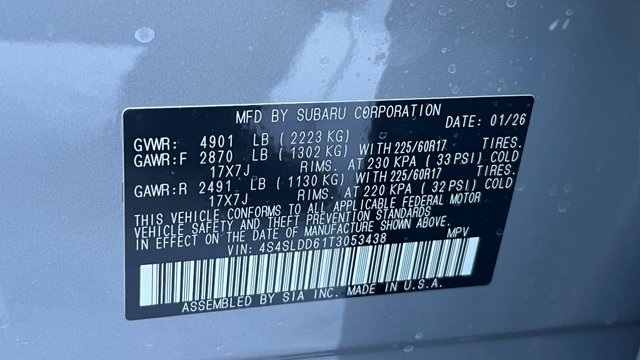 MFD BY SUBARU CORPORATION DATE: 01/26
GVWR: 4901 LB ( 2223 KG)
GAWR:F 2870 LB ( 1302 KG) WITH 225/60R17 TIRES.
17X7J RIMS. AT 230 KPA ( 33 PSI) COLD
GAWR:R 2491 LB ( 1130 KG) WITH 225/60R17 TIRES.
17X7J RIMS. AT 220 KPA ( 32 PSI) COLD
THIS VEHICLE CONFORMS TO ALL APPLICABLE FEDERAL MOTOR
VEHICLE SAFETY AND THEFT PREVENTION STANDARDS
IN EFFECT ON THE DATE OF MANUFACTURE SHOWN ABOVE.
VIN: 4S4SLDD61T3053438 MPV
ASSEMBLED BY SIA INC. MADE IN U.S.A.